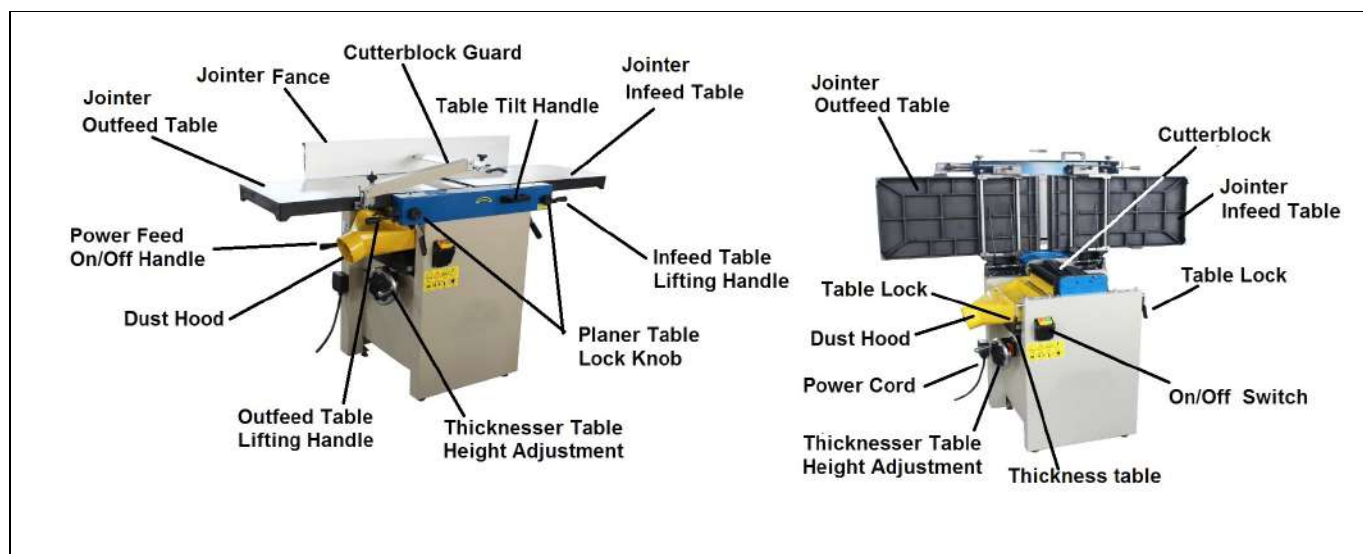 Cutterblock Guard
Jointer Fance
Jointer
Infeed Table
Jointer
Outfeed Table
Table Tilt Handle
Power Feed
On/Off Handle
Infeed Table
Lifting Handle
Dust Hood
Planer Table
Lock Knob
Outfeed Table
Lifting Handle
Thicknesser Table
Height Adjustment
Jointer
Outfeed Table
Cutterblock
Jointer
Infeed Table
Table Lock
Table Lock
Dust Hood
Power Cord
On/Off Switch
Thicknesser Table
Height Adjustment
Thickness table